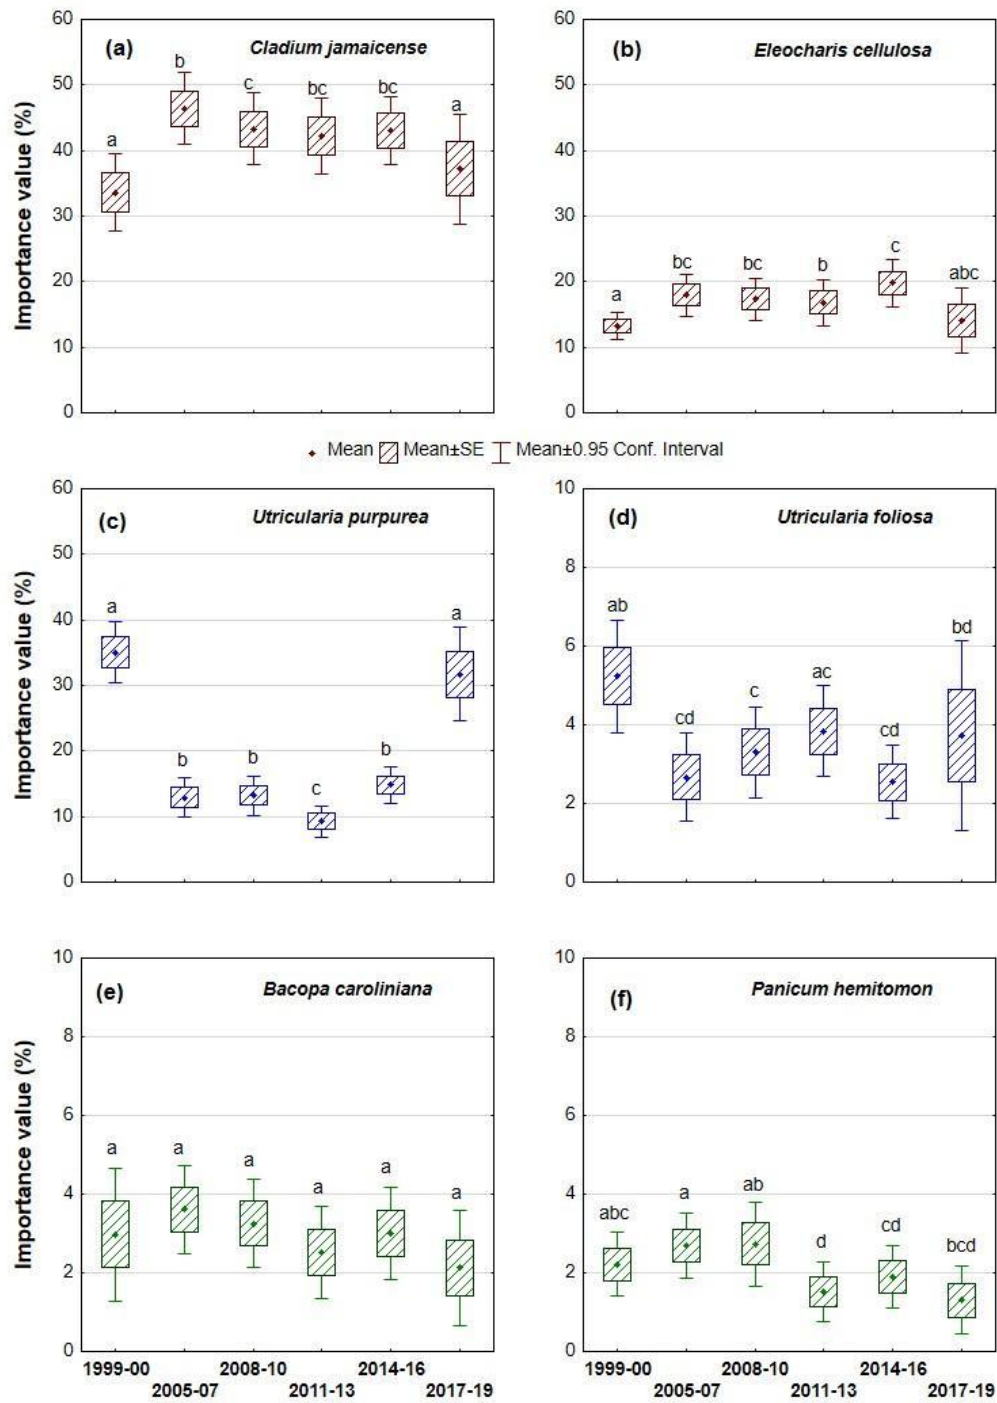 60
50
40
30
20
10
0
Importance value (%)
(a)
Cladium jamaicense
a
b
c
bc
bc
a
60
50
40
30
20
10
0
(b)
Eleocharis cellulosa
a
bc
bc
b
c
abc
Mean Mean±SE Mean±0.95 Conf. Interval
60
50
40
30
20
10
0
Importance value (%)
(c)
Utricularia purpurea
a
b
b
c
b
a
10
8
6
4
2
0
(d)
Utricularia foliosa
ab
cd
c
ac
cd
bd
10
8
6
4
2
0
Importance value (%)
(e)
Bacopa caroliniana
a
a
a
a
a
a
1999-00 2008-10 2014-16
2005-07 2011-13 2017-19
10
8
6
4
2
0
(f)
Panicum hemitomon
abc
a
ab
d
cd
bcd
1999-00 2008-10 2014-16
2005-07 2011-13 2017-19